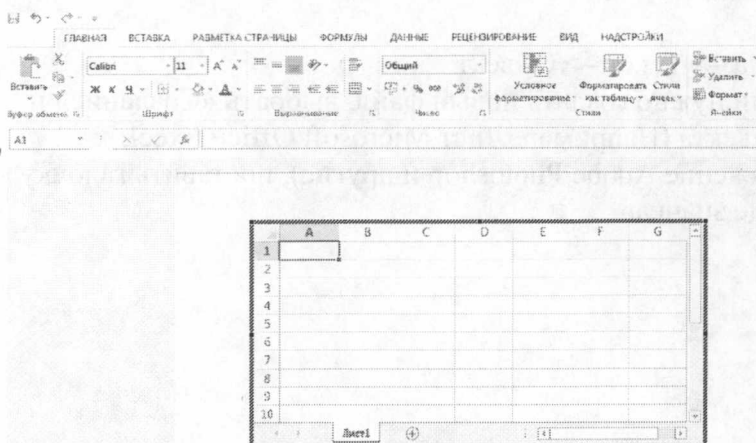 ГЛАВНАЯ ВСТАВКА РАЗМЕТКА СТРАНИЦЫ ФОРМУЛЫ ДАННЫЕ РЕЦЕНЗИРОВАНИЕ ВИД НАДСТРОЙКИ
Calibri 11 A A Общий Вставить
Вставить Ж К Ч A % 000 Условное Форматировать Стили Удалить
форматирование как таблицу ячеек Формат
Буфер обмена Шрифт Выравнивание Число Стили Ячейки
A1 fx
A B C D E F G
1
2
3
4
5
6
7
8
9
10
Лист1